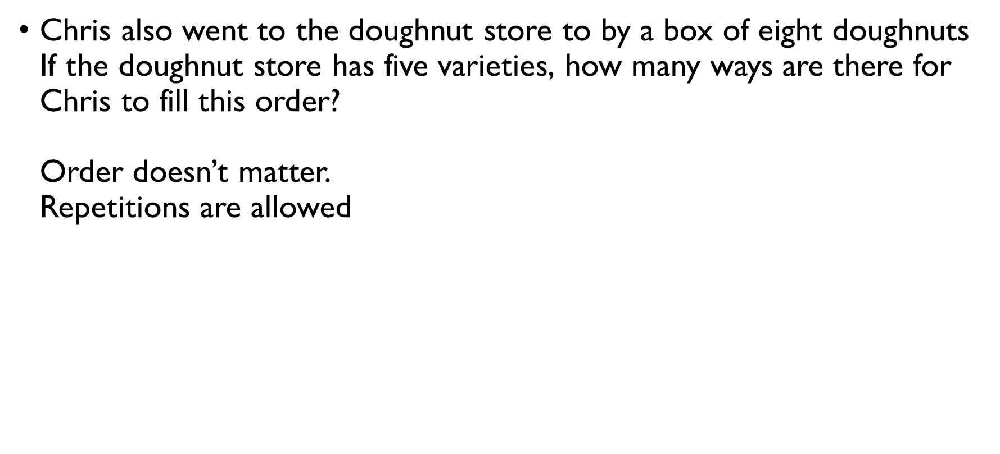 • Chris also went to the doughnut store to by a box of eight doughnuts
If the doughnut store has five varieties, how many ways are there for
Chris to fill this order?
Order doesn’t matter.
Repetitions are allowed